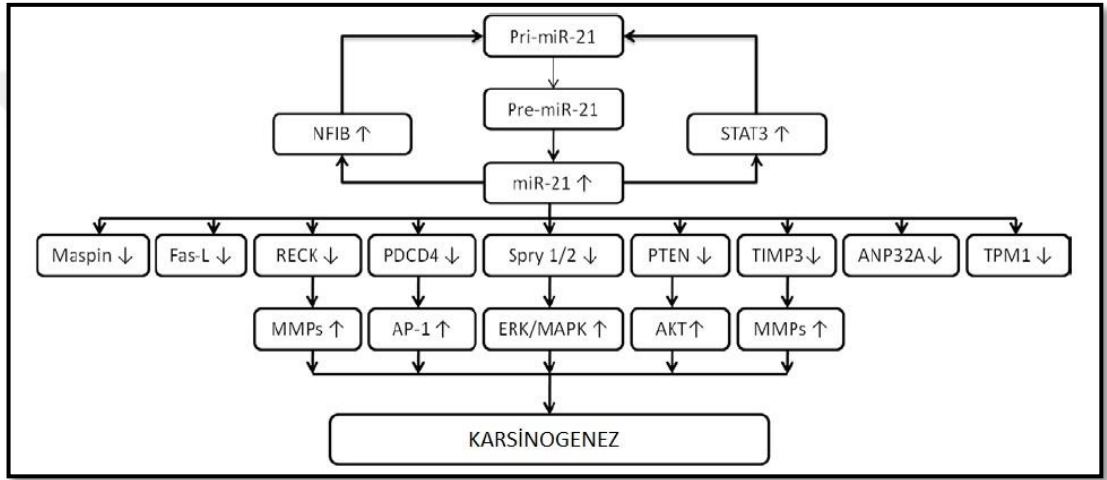 Pri-miR-21
Pre-miR-21
NFIB ↑
STAT3 ↑
miR-21 ↑
Maspin ↓
Fas-L ↓
RECK ↓
PDCD4 ↓
Spry 1/2 ↓
PTEN ↓
TIMP3↓
ANP32A↓
TPM1 ↓
MMPs ↑
AP-1 ↑
ERK/MAPK ↑
AKT↑
MMPs ↑
KARSİNOGENEZ